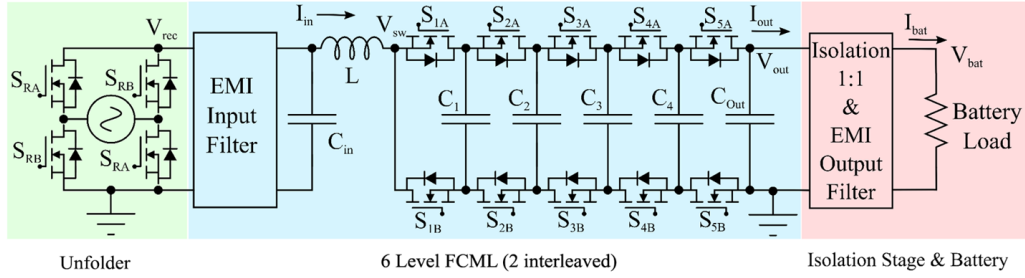 V_rec
S_RA
S_RB
S_RB
S_RA
EMI
Input
Filter
I_in
L
C_in
V_sw
S_1A
S_2A
S_3A
S_4A
S_5A
I_out
V_out
C_1
C_2
C_3
C_4
C_Out
S_1B
S_2B
S_3B
S_4B
S_5B
Isolation
1:1
&
EMI
Output
Filter
I_bat
V_bat
Battery
Load
Unfolder
6 Level FCML (2 interleaved)
Isolation Stage & Battery